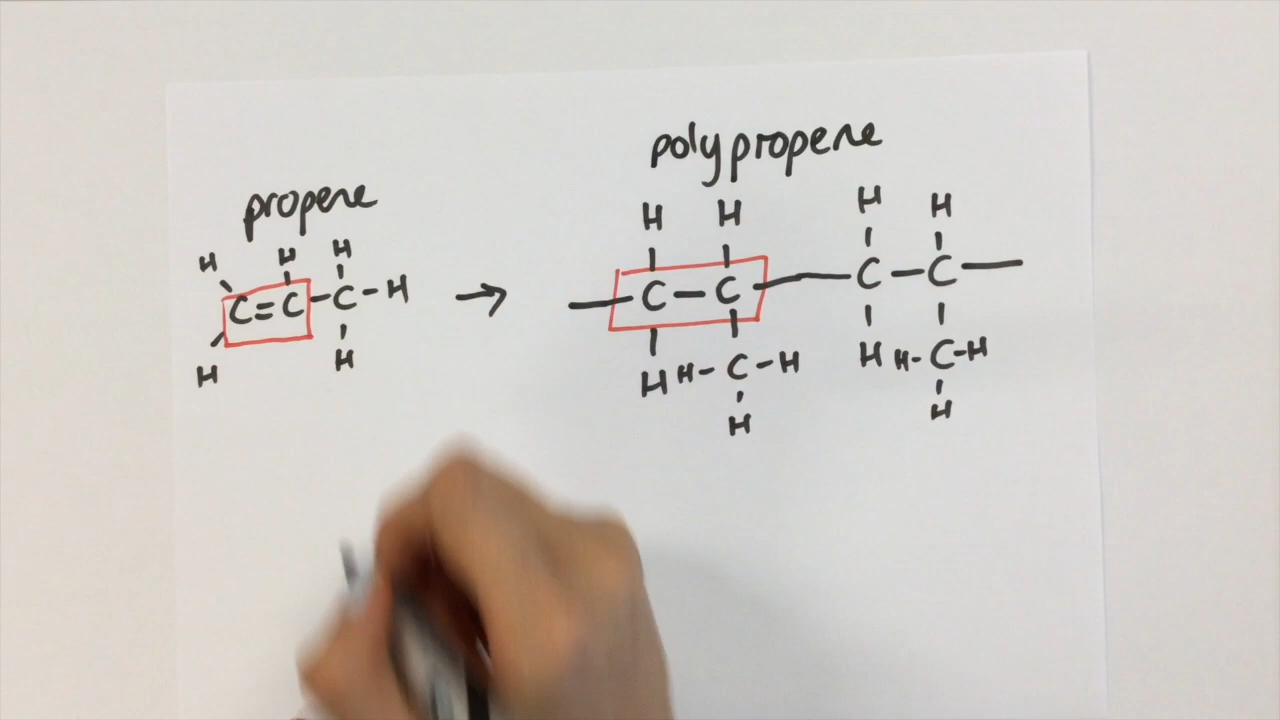 polypropene
propene
H H H H
H H H
C=C-C-H → -C-C-C-C-
H H H H-C-H H H-C-H
H H